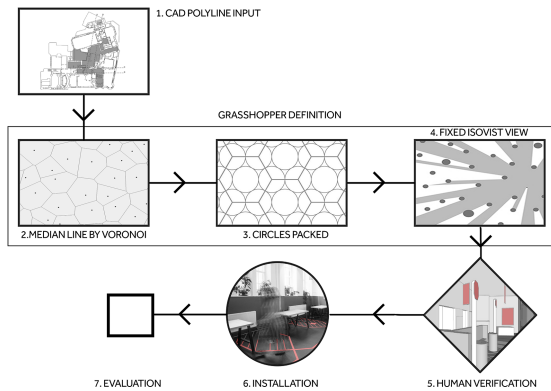 1. CAD POLYLINE INPUT
GRASSHOPPER DEFINITION
4. FIXED ISOVIST VIEW
2.MEDIAN LINE BY VORONOI
3. CIRCLES PACKED
7. EVALUATION
6. INSTALLATION
5. HUMAN VERIFICATION